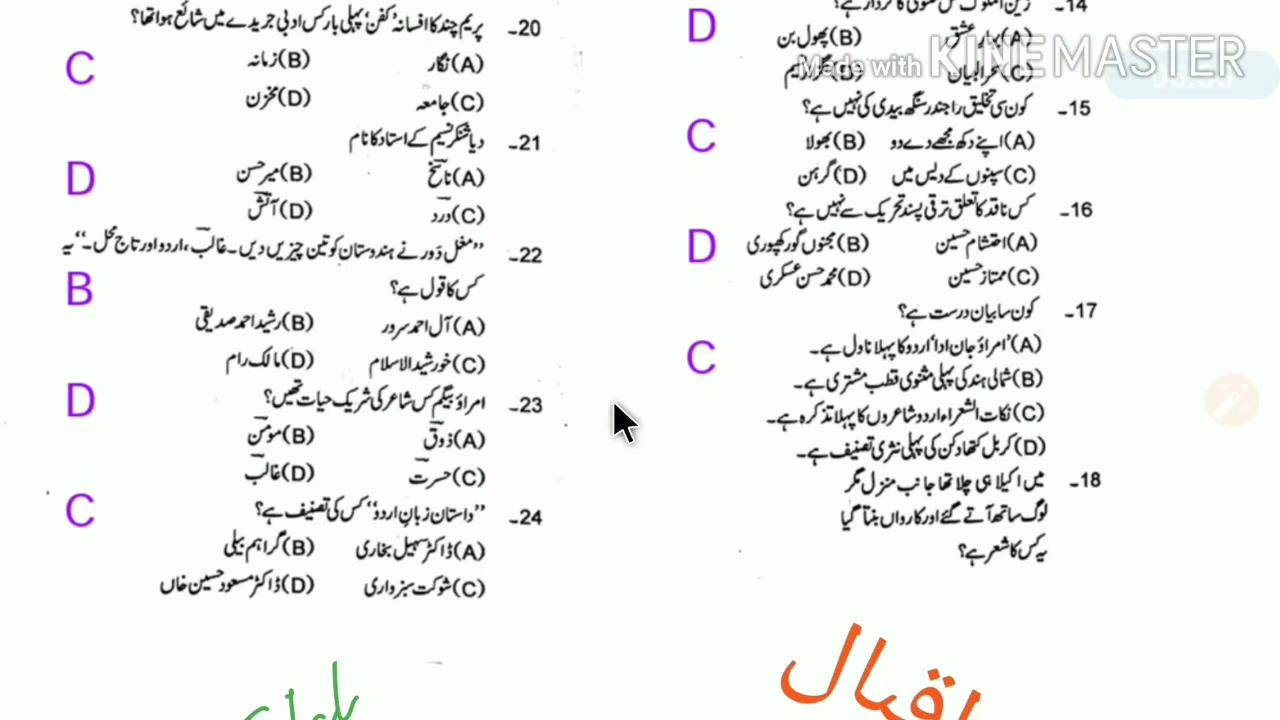 14-
D
(A) بہار عشق (B) پھول بن
(C) سحر البیان (D) گلزار نسیم
15- کون سی تخلیق راجندر سنگھ بیدی کی نہیں ہے؟
C
(A) اپنے دکھ مجھے دے دو (B) بھولا
(C) سپنوں کے دیس میں (D) گرہن
16- کس ناقد کا تعلق ترقی پسند تحریک سے نہیں ہے؟
D
(A) احتشام حسین (B) مجنوں گورکھپوری
(C) ممتاز حسین (D) محمد حسن عسکری
17- کون سا بیان درست ہے؟
C
(A) 'امراؤ جان ادا' اردو کا پہلا ناول ہے۔
(B) شمالی ہند کی پہلی مثنوی قطب مشتری ہے۔
(C) نکات الشعراء اردو شاعروں کا پہلا تذکرہ ہے۔
(D) کربل کتھا دکن کی پہلی نثری تصنیف ہے۔
18- میں اکیلا ہی چلا تھا جانب منزل مگر
لوگ ساتھ آتے گئے اور کارواں بنتا گیا
یہ کس کا شعر ہے؟
اقبال
20- پریم چند کا افسانہ 'کفن' پہلی بار کس ادبی جریدے میں شائع ہوا تھا؟
C
(A) نگار (B) زمانہ
(C) جامعہ (D) مخزن
21- دیا شنکر نسیم کے استاد کا نام
D
(A) ناسخ (B) میر حسن
(C) درد (D) آتش
22- "مغل دَور نے ہندوستان کو تین چیزیں دیں۔ غالب، اردو اور تاج محل۔" یہ
کس کا قول ہے؟
B
(A) آل احمد سرور (B) رشید احمد صدیقی
(C) خورشید الاسلام (D) مالک رام
23- امراؤ بیگم کس شاعر کی شریک حیات تھیں؟
D
(A) ذوق (B) مومن
(C) حسرت (D) غالب
24- "داستان زبانِ اردو" کس کی تصنیف ہے؟
C
(A) ڈاکٹر سہیل بخاری (B) گراہم بیلی
(C) شوکت سبزواری (D) ڈاکٹر مسعود حسین خاں
Made with KINEMASTER